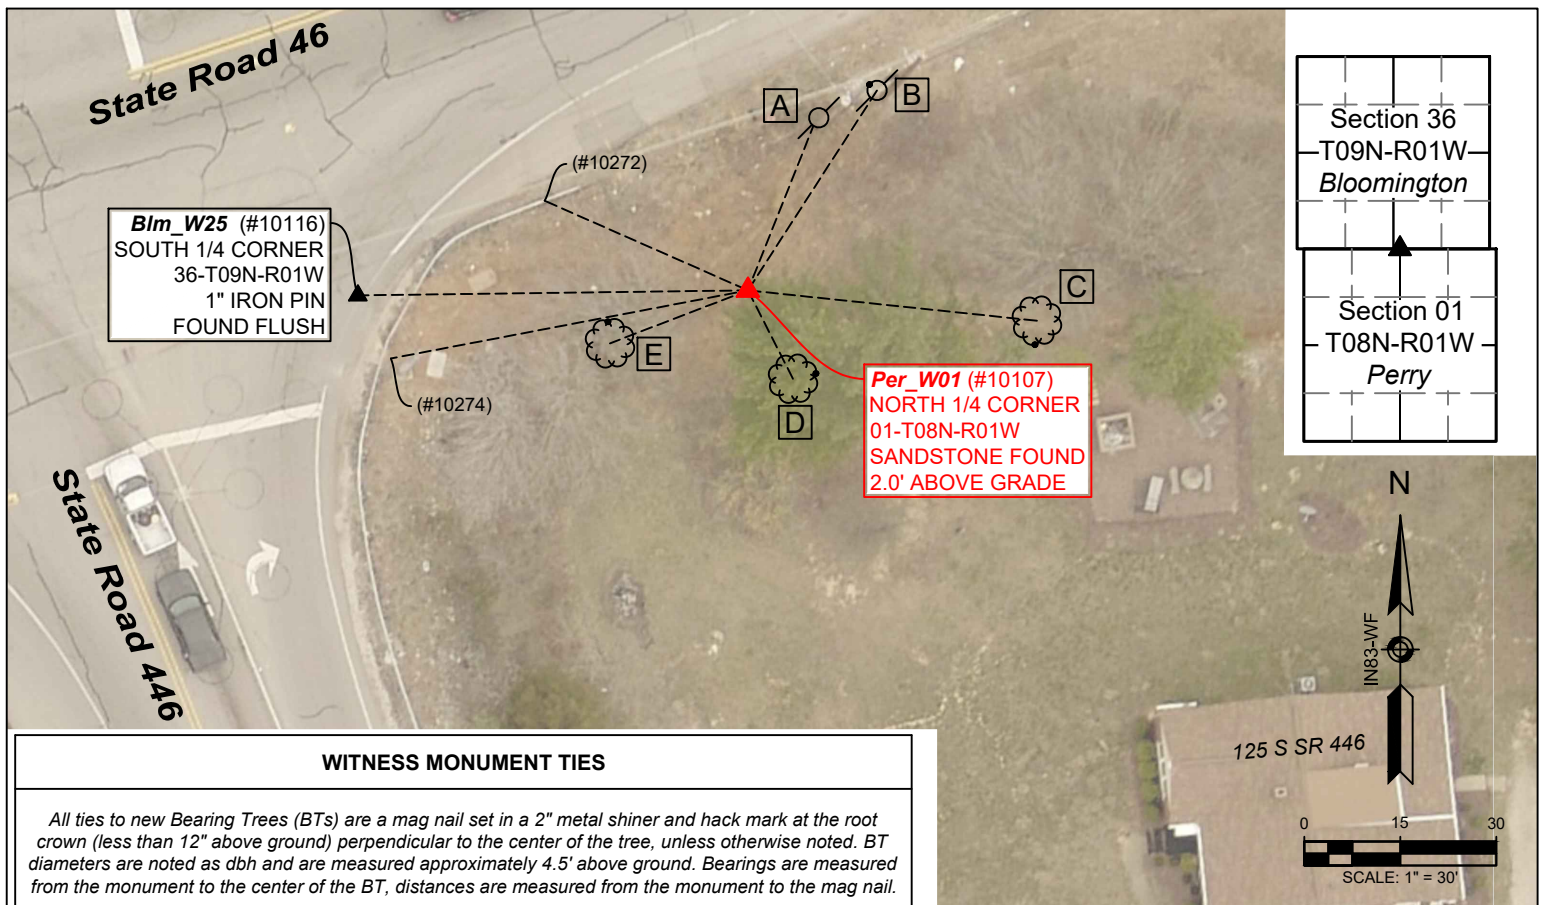 State Road 46
A
B
(#10272)
Blm_W25 (#10116)
SOUTH 1/4 CORNER
36-T09N-R01W
1" IRON PIN
FOUND FLUSH
C
E
D
(#10274)
Per_W01 (#10107)
NORTH 1/4 CORNER
01-T08N-R01W
SANDSTONE FOUND
2.0' ABOVE GRADE
Section 36
T09N-R01W
Bloomington
Section 01
T08N-R01W
Perry
N
IN83-WF
State Road 446
125 S SR 446
0 15 30
SCALE: 1" = 30'
WITNESS MONUMENT TIES
All ties to new Bearing Trees (BTs) are a mag nail set in a 2" metal shiner and hack mark at the root
crown (less than 12" above ground) perpendicular to the center of the tree, unless otherwise noted. BT
diameters are noted as dbh and are measured approximately 4.5' above ground. Bearings are measured
from the monument to the center of the BT, distances are measured from the monument to the mag nail.